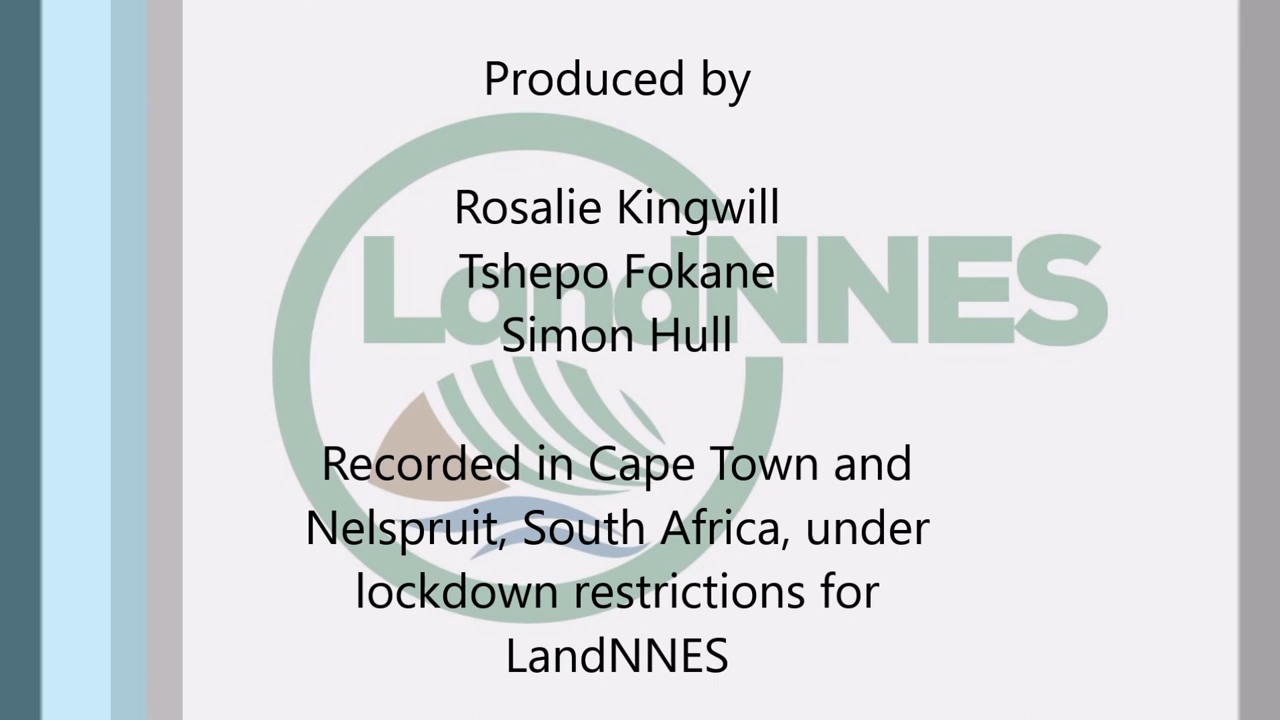 Produced by
Rosalie Kingwill
LandNNES
Tshepo Fokane
Simon Hull
Recorded in Cape Town and
Nelspruit, South Africa, under
lockdown restrictions for
LandNNES